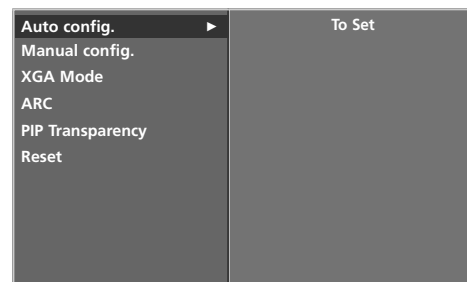 Auto config. ► To Set
Manual config.
XGA Mode
ARC
PIP Transparency
Reset